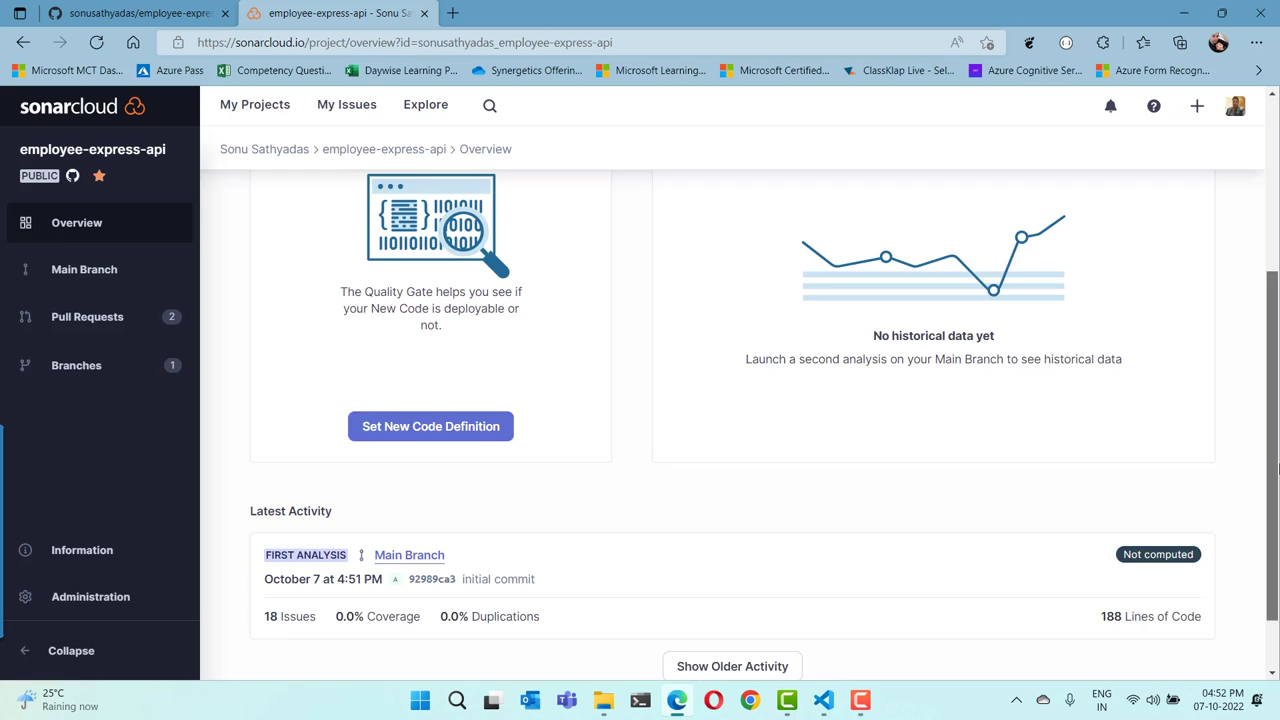 sonusathyadas/employee-expres
employee-express-api - Sonu Sa
https://sonarcloud.io/project/overview?id=sonusathyadas_employee-express-api
Microsoft MCT Das...
Azure Pass
Competency Questi...
Daywise Learning P...
Synergetics Offering...
Microsoft Learning...
Microsoft Certified...
ClassKlap Live - Sel...
Azure Cognitive Ser...
Azure Form Recogn...
sonarcloud
My Projects
My Issues
Explore
employee-express-api
PUBLIC
Sonu Sathyadas > employee-express-api > Overview
Overview
Main Branch
Pull Requests 2
Branches 1
Information
Administration
Collapse
The Quality Gate helps you see if
your New Code is deployable or
not.
Set New Code Definition
No historical data yet
Launch a second analysis on your Main Branch to see historical data
Latest Activity
FIRST ANALYSIS Main Branch
Not computed
October 7 at 4:51 PM A 92989ca3 initial commit
18 Issues 0.0% Coverage 0.0% Duplications
188 Lines of Code
Show Older Activity
25°C
Raining now
ENG
IN
04:52 PM
07-10-2022